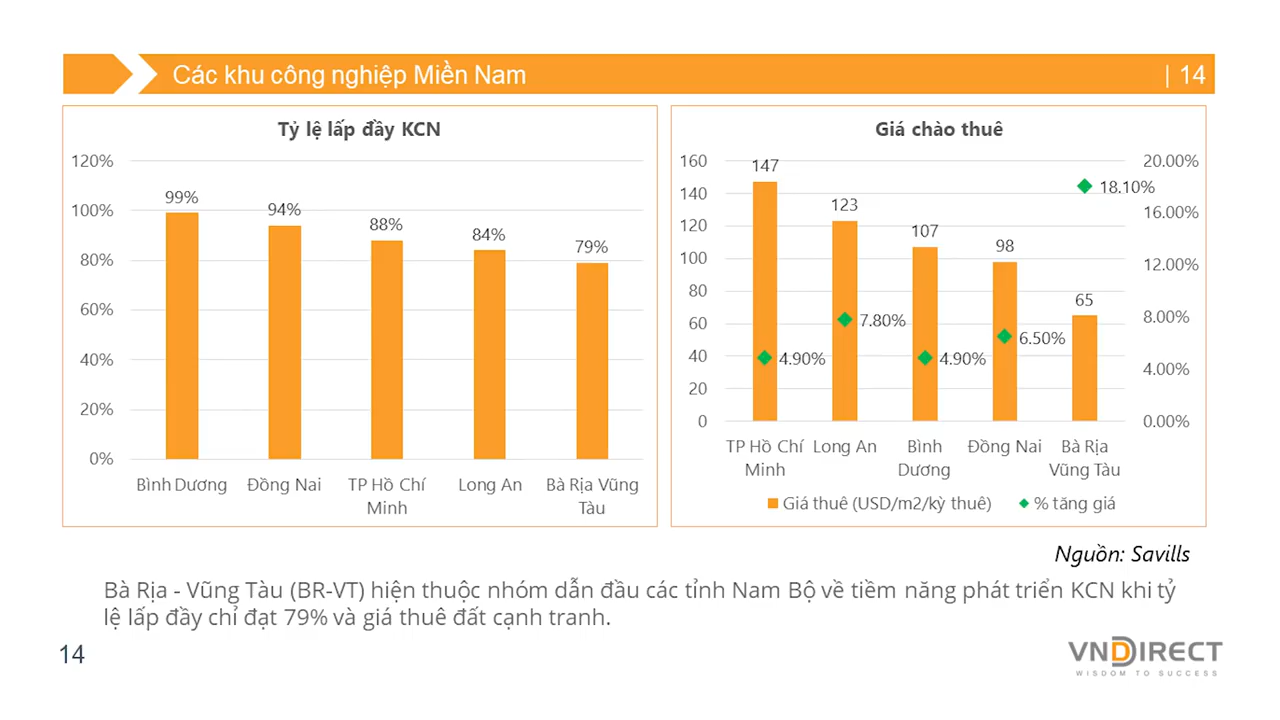 Các khu công nghiệp Miền Nam | 14
Tỷ lệ lấp đầy KCN
120%
100%
80%
60%
40%
20%
0%
99%
94%
88%
84%
79%
Bình Dương Đồng Nai TP Hồ Chí Long An Bà Rịa Vũng
Minh Tàu
Giá chào thuê
160
140
120
100
80
60
40
20
0
147
123
107
98
65
4.90%
7.80%
4.90%
6.50%
18.10%
20.00%
16.00%
12.00%
8.00%
4.00%
0.00%
TP Hồ Chí Long An Bình Đồng Nai Bà Rịa
Minh Dương Vũng Tàu
Giá thuê (USD/m2/kỳ thuê) % tăng giá
Nguồn: Savills
Bà Rịa - Vũng Tàu (BR-VT) hiện thuộc nhóm dẫn đầu các tỉnh Nam Bộ về tiềm năng phát triển KCN khi tỷ
lệ lấp đầy chỉ đạt 79% và giá thuê đất cạnh tranh.
14
VNDIRECT
WISDOM TO SUCCESS